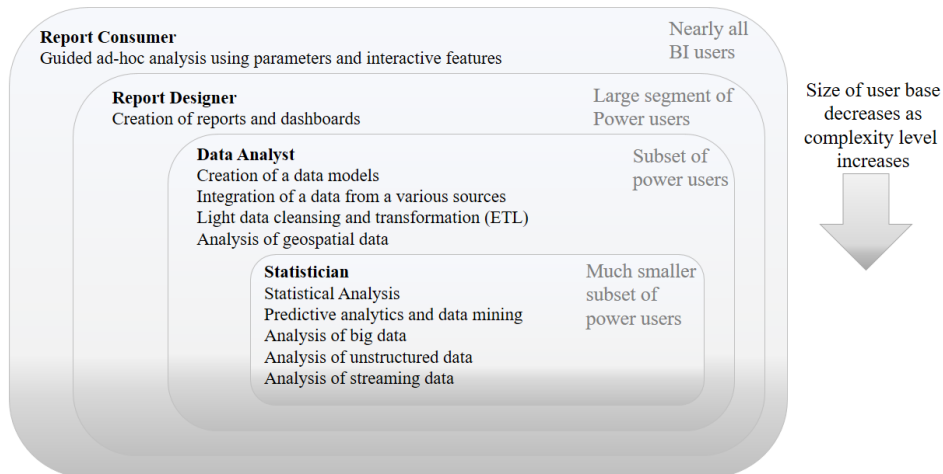 Report Consumer
Guided ad-hoc analysis using parameters and interactive features
Nearly all
BI users
Report Designer
Creation of reports and dashboards
Large segment of
Power users
Data Analyst
Creation of a data models
Integration of a data from a various sources
Light data cleansing and transformation (ETL)
Analysis of geospatial data
Subset of
power users
Statistician
Statistical Analysis
Predictive analytics and data mining
Analysis of big data
Analysis of unstructured data
Analysis of streaming data
Much smaller
subset of
power users
Size of user base
decreases as
complexity level
increases